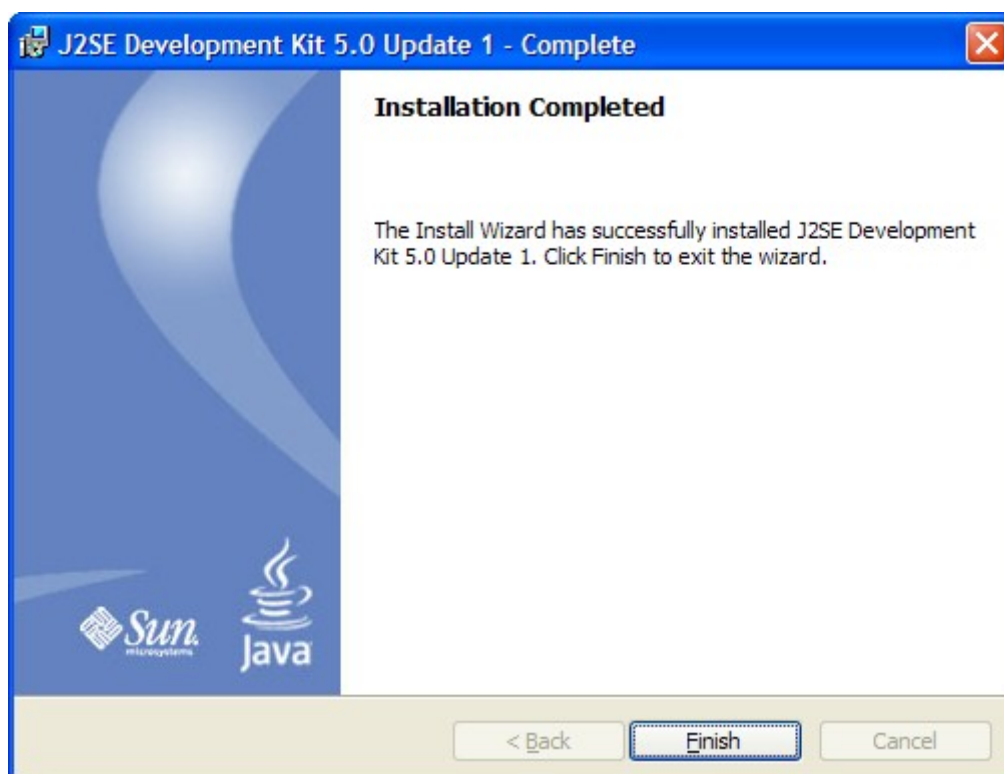 J2SE Development Kit 5.0 Update 1 - Complete
Installation Completed
The Install Wizard has successfully installed J2SE Development
Kit 5.0 Update 1. Click Finish to exit the wizard.
Sun
microsystems
Java
< Back Finish Cancel